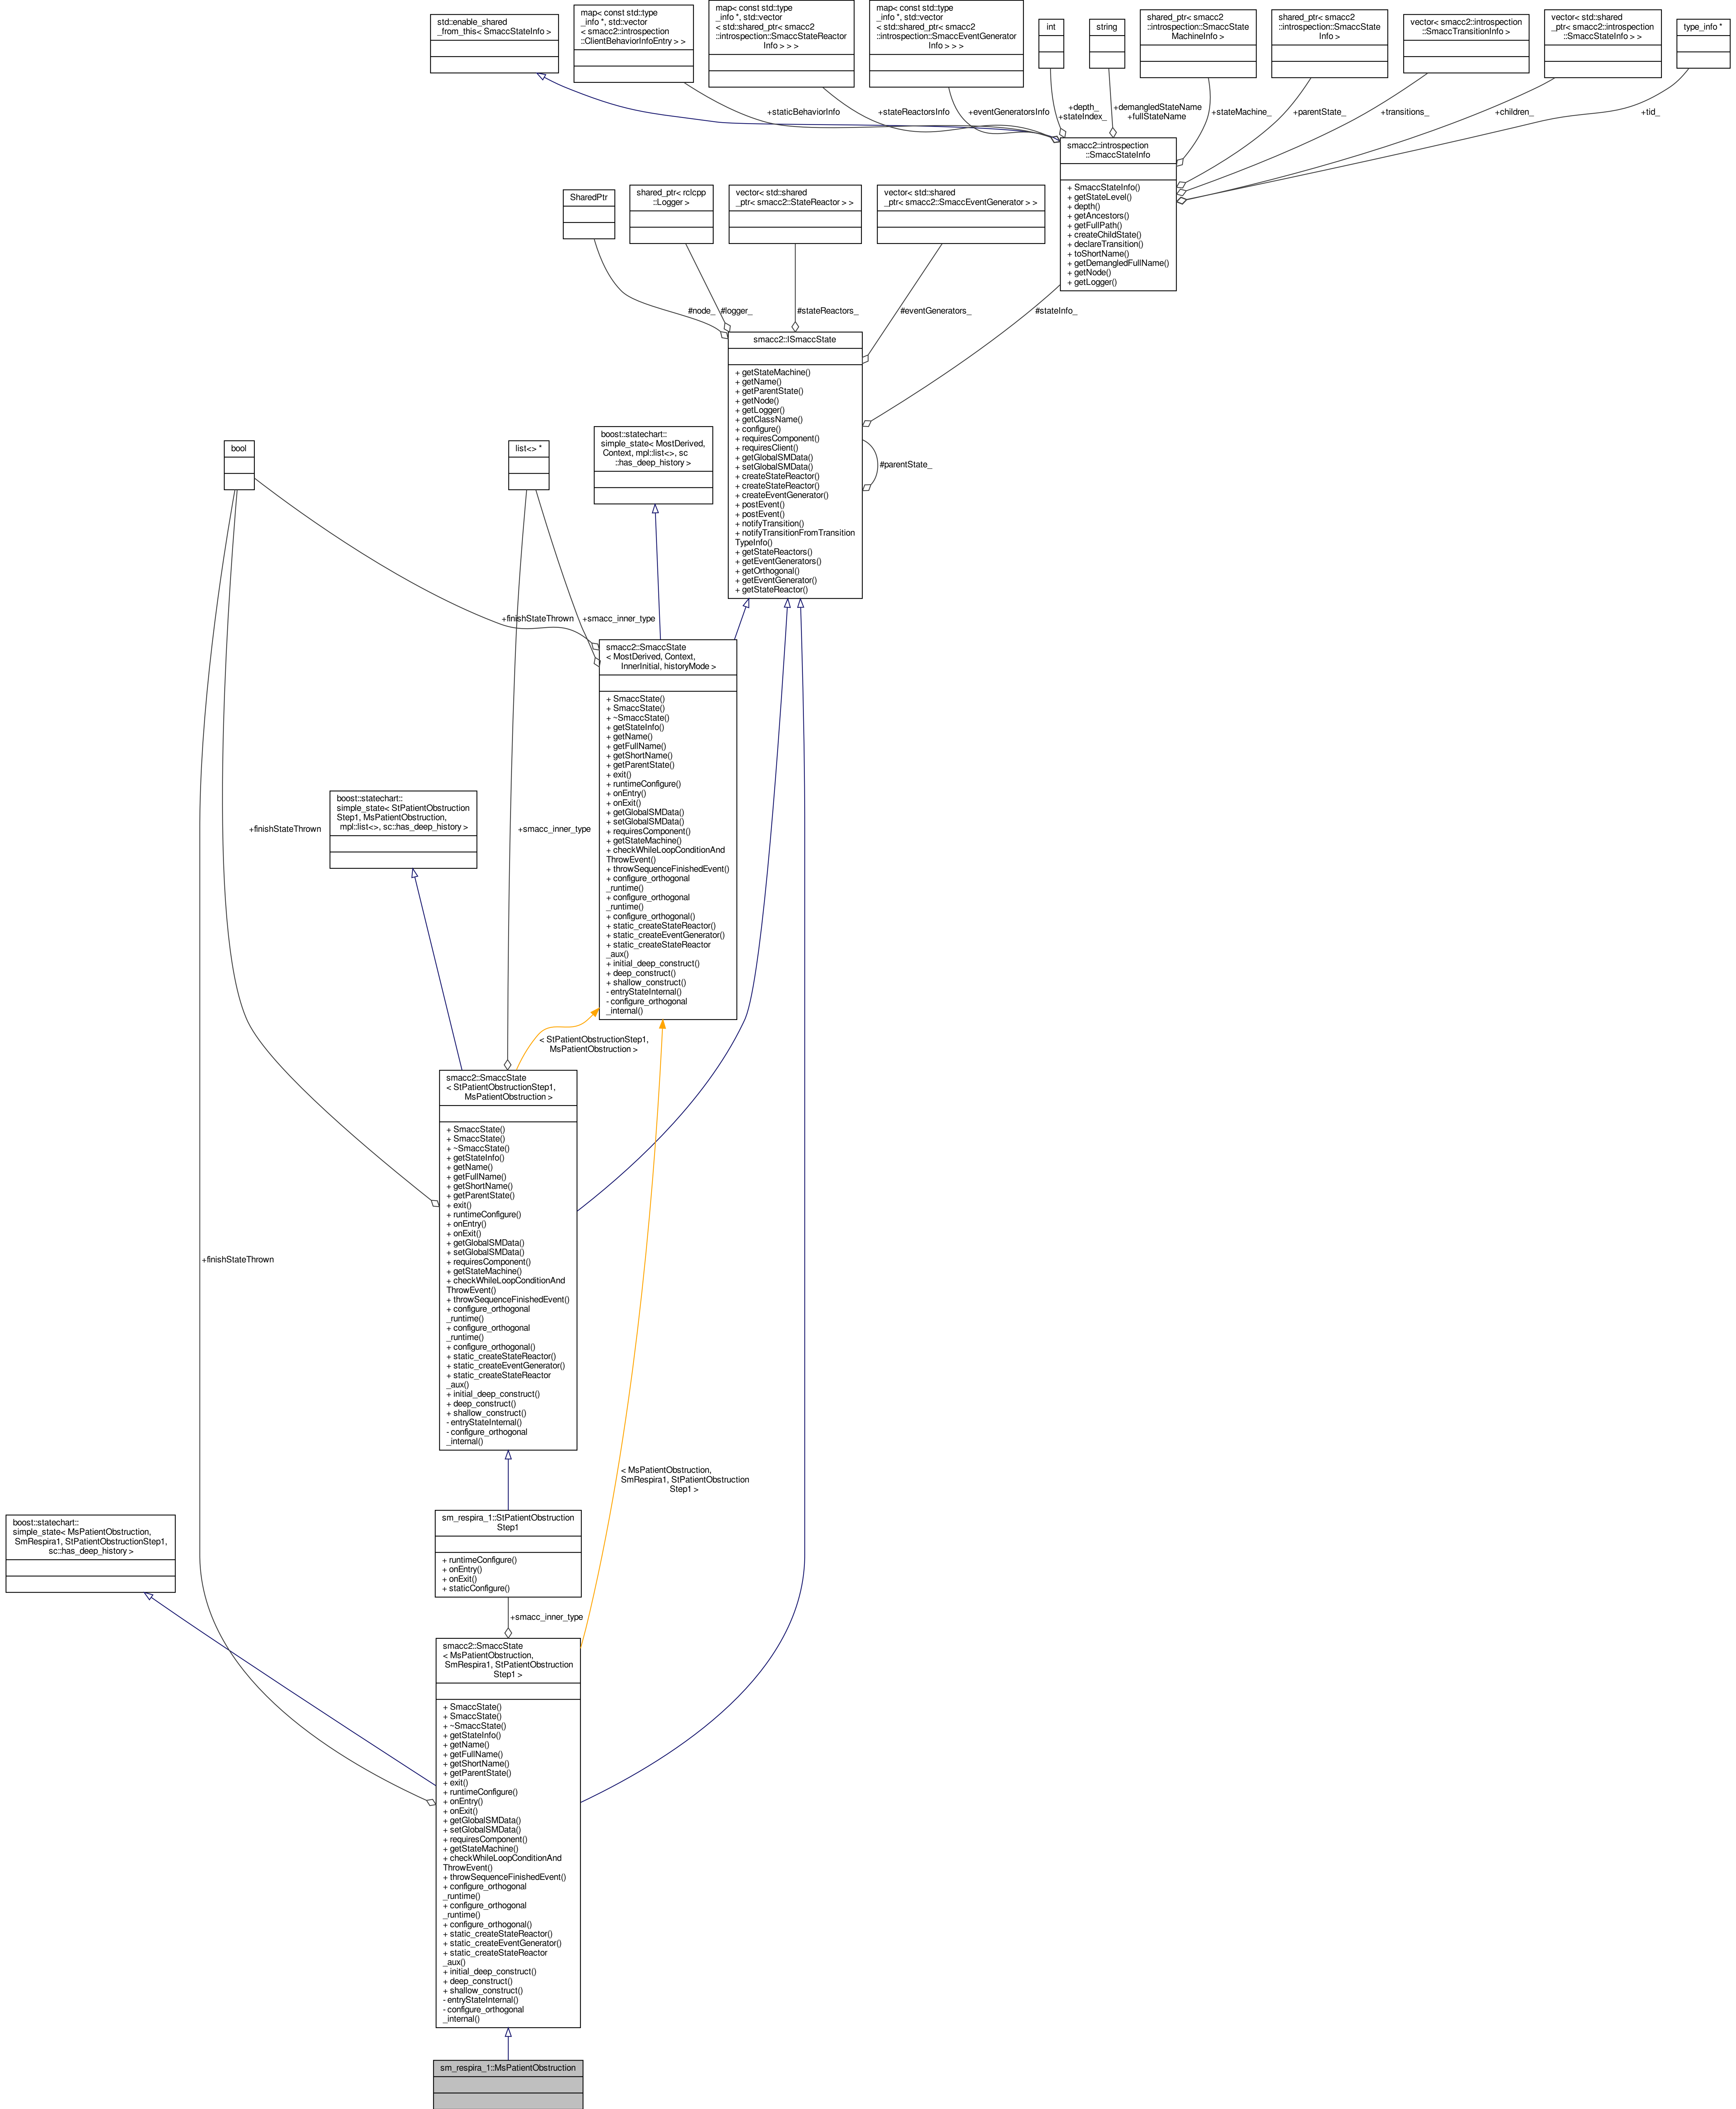 std::enable_shared
_from_this< SmaccStateInfo >
map< const std::type
_info *, std::vector
< smacc2::introspection
::ClientBehaviorInfoEntry > >
map< const std::type
_info *, std::vector
< std::shared_ptr< smacc2
::introspection::SmaccStateReactor
Info > > >
map< const std::type
_info *, std::vector
< std::shared_ptr< smacc2
::introspection::SmaccEventGenerator
Info > > >
int
string
shared_ptr< smacc2
::introspection::SmaccState
MachineInfo >
shared_ptr< smacc2
::introspection::SmaccState
Info >
vector< smacc2::introspection
::SmaccTransitionInfo >
vector< std::shared
_ptr< smacc2::introspection
::SmaccStateInfo > >
type_info *
+staticBehaviorInfo
+stateReactorsInfo
+eventGeneratorsInfo
+depth_
+stateIndex_
+demangledStateName
+fullStateName
+stateMachine_
+parentState_
+transitions_
+children_
+tid_
smacc2::introspection
::SmaccStateInfo
+ SmaccStateInfo()
+ getStateLevel()
+ depth()
+ getAncestors()
+ getFullPath()
+ createChildState()
+ declareTransition()
+ toShortName()
+ getDemangledFullName()
+ getNode()
+ getLogger()
SharedPtr
shared_ptr< rclcpp
::Logger >
vector< std::shared
_ptr< smacc2::StateReactor > >
vector< std::shared
_ptr< smacc2::SmaccEventGenerator > >
#node_
#logger_
#stateReactors_
#eventGenerators_
#stateInfo_
smacc2::ISmaccState
+ getStateMachine()
+ getName()
+ getParentState()
+ getNode()
+ getLogger()
+ getClassName()
+ configure()
+ requiresComponent()
+ requiresClient()
+ getGlobalSMData()
+ setGlobalSMData()
+ createStateReactor()
+ createStateReactor()
+ createEventGenerator()
+ postEvent()
+ postEvent()
+ notifyTransition()
+ notifyTransitionFromTransition
TypeInfo()
+ getStateReactors()
+ getEventGenerators()
+ getOrthogonal()
+ getEventGenerator()
+ getStateReactor()
#parentState_
bool
list<> *
boost::statechart::
simple_state< MostDerived,
Context, mpl::list<>, sc
::has_deep_history >
+finishStateThrown
+smacc_inner_type
smacc2::SmaccState
< MostDerived, Context,
InnerInitial, historyMode >
+ SmaccState()
+ SmaccState()
+ ~SmaccState()
+ getStateInfo()
+ getName()
+ getFullName()
+ getShortName()
+ getParentState()
+ exit()
+ runtimeConfigure()
+ onEntry()
+ onExit()
+ getGlobalSMData()
+ setGlobalSMData()
+ requiresComponent()
+ getStateMachine()
+ checkWhileLoopConditionAnd
ThrowEvent()
+ throwSequenceFinishedEvent()
+ configure_orthogonal
_runtime()
+ configure_orthogonal
_runtime()
+ configure_orthogonal()
+ static_createStateReactor()
+ static_createEventGenerator()
+ static_createStateReactor
_aux()
+ initial_deep_construct()
+ deep_construct()
+ shallow_construct()
- entryStateInternal()
- configure_orthogonal
_internal()
boost::statechart::
simple_state< StPatientObstruction
Step1, MsPatientObstruction,
mpl::list<>, sc::has_deep_history >
+finishStateThrown
+smacc_inner_type
< StPatientObstructionStep1,
MsPatientObstruction >
smacc2::SmaccState
< StPatientObstructionStep1,
MsPatientObstruction >
+ SmaccState()
+ SmaccState()
+ ~SmaccState()
+ getStateInfo()
+ getName()
+ getFullName()
+ getShortName()
+ getParentState()
+ exit()
+ runtimeConfigure()
+ onEntry()
+ onExit()
+ getGlobalSMData()
+ setGlobalSMData()
+ requiresComponent()
+ getStateMachine()
+ checkWhileLoopConditionAnd
ThrowEvent()
+ throwSequenceFinishedEvent()
+ configure_orthogonal
_runtime()
+ configure_orthogonal
_runtime()
+ configure_orthogonal()
+ static_createStateReactor()
+ static_createEventGenerator()
+ static_createStateReactor
_aux()
+ initial_deep_construct()
+ deep_construct()
+ shallow_construct()
- entryStateInternal()
- configure_orthogonal
_internal()
+finishStateThrown
< MsPatientObstruction,
SmRespira1, StPatientObstruction
Step1 >
boost::statechart::
simple_state< MsPatientObstruction,
SmRespira1, StPatientObstructionStep1,
sc::has_deep_history >
sm_respira_1::StPatientObstruction
Step1
+ runtimeConfigure()
+ onEntry()
+ onExit()
+ staticConfigure()
+smacc_inner_type
smacc2::SmaccState
< MsPatientObstruction,
SmRespira1, StPatientObstruction
Step1 >
+ SmaccState()
+ SmaccState()
+ ~SmaccState()
+ getStateInfo()
+ getName()
+ getFullName()
+ getShortName()
+ getParentState()
+ exit()
+ runtimeConfigure()
+ onEntry()
+ onExit()
+ getGlobalSMData()
+ setGlobalSMData()
+ requiresComponent()
+ getStateMachine()
+ checkWhileLoopConditionAnd
ThrowEvent()
+ throwSequenceFinishedEvent()
+ configure_orthogonal
_runtime()
+ configure_orthogonal
_runtime()
+ configure_orthogonal()
+ static_createStateReactor()
+ static_createEventGenerator()
+ static_createStateReactor
_aux()
+ initial_deep_construct()
+ deep_construct()
+ shallow_construct()
- entryStateInternal()
- configure_orthogonal
_internal()
sm_respira_1::MsPatientObstruction